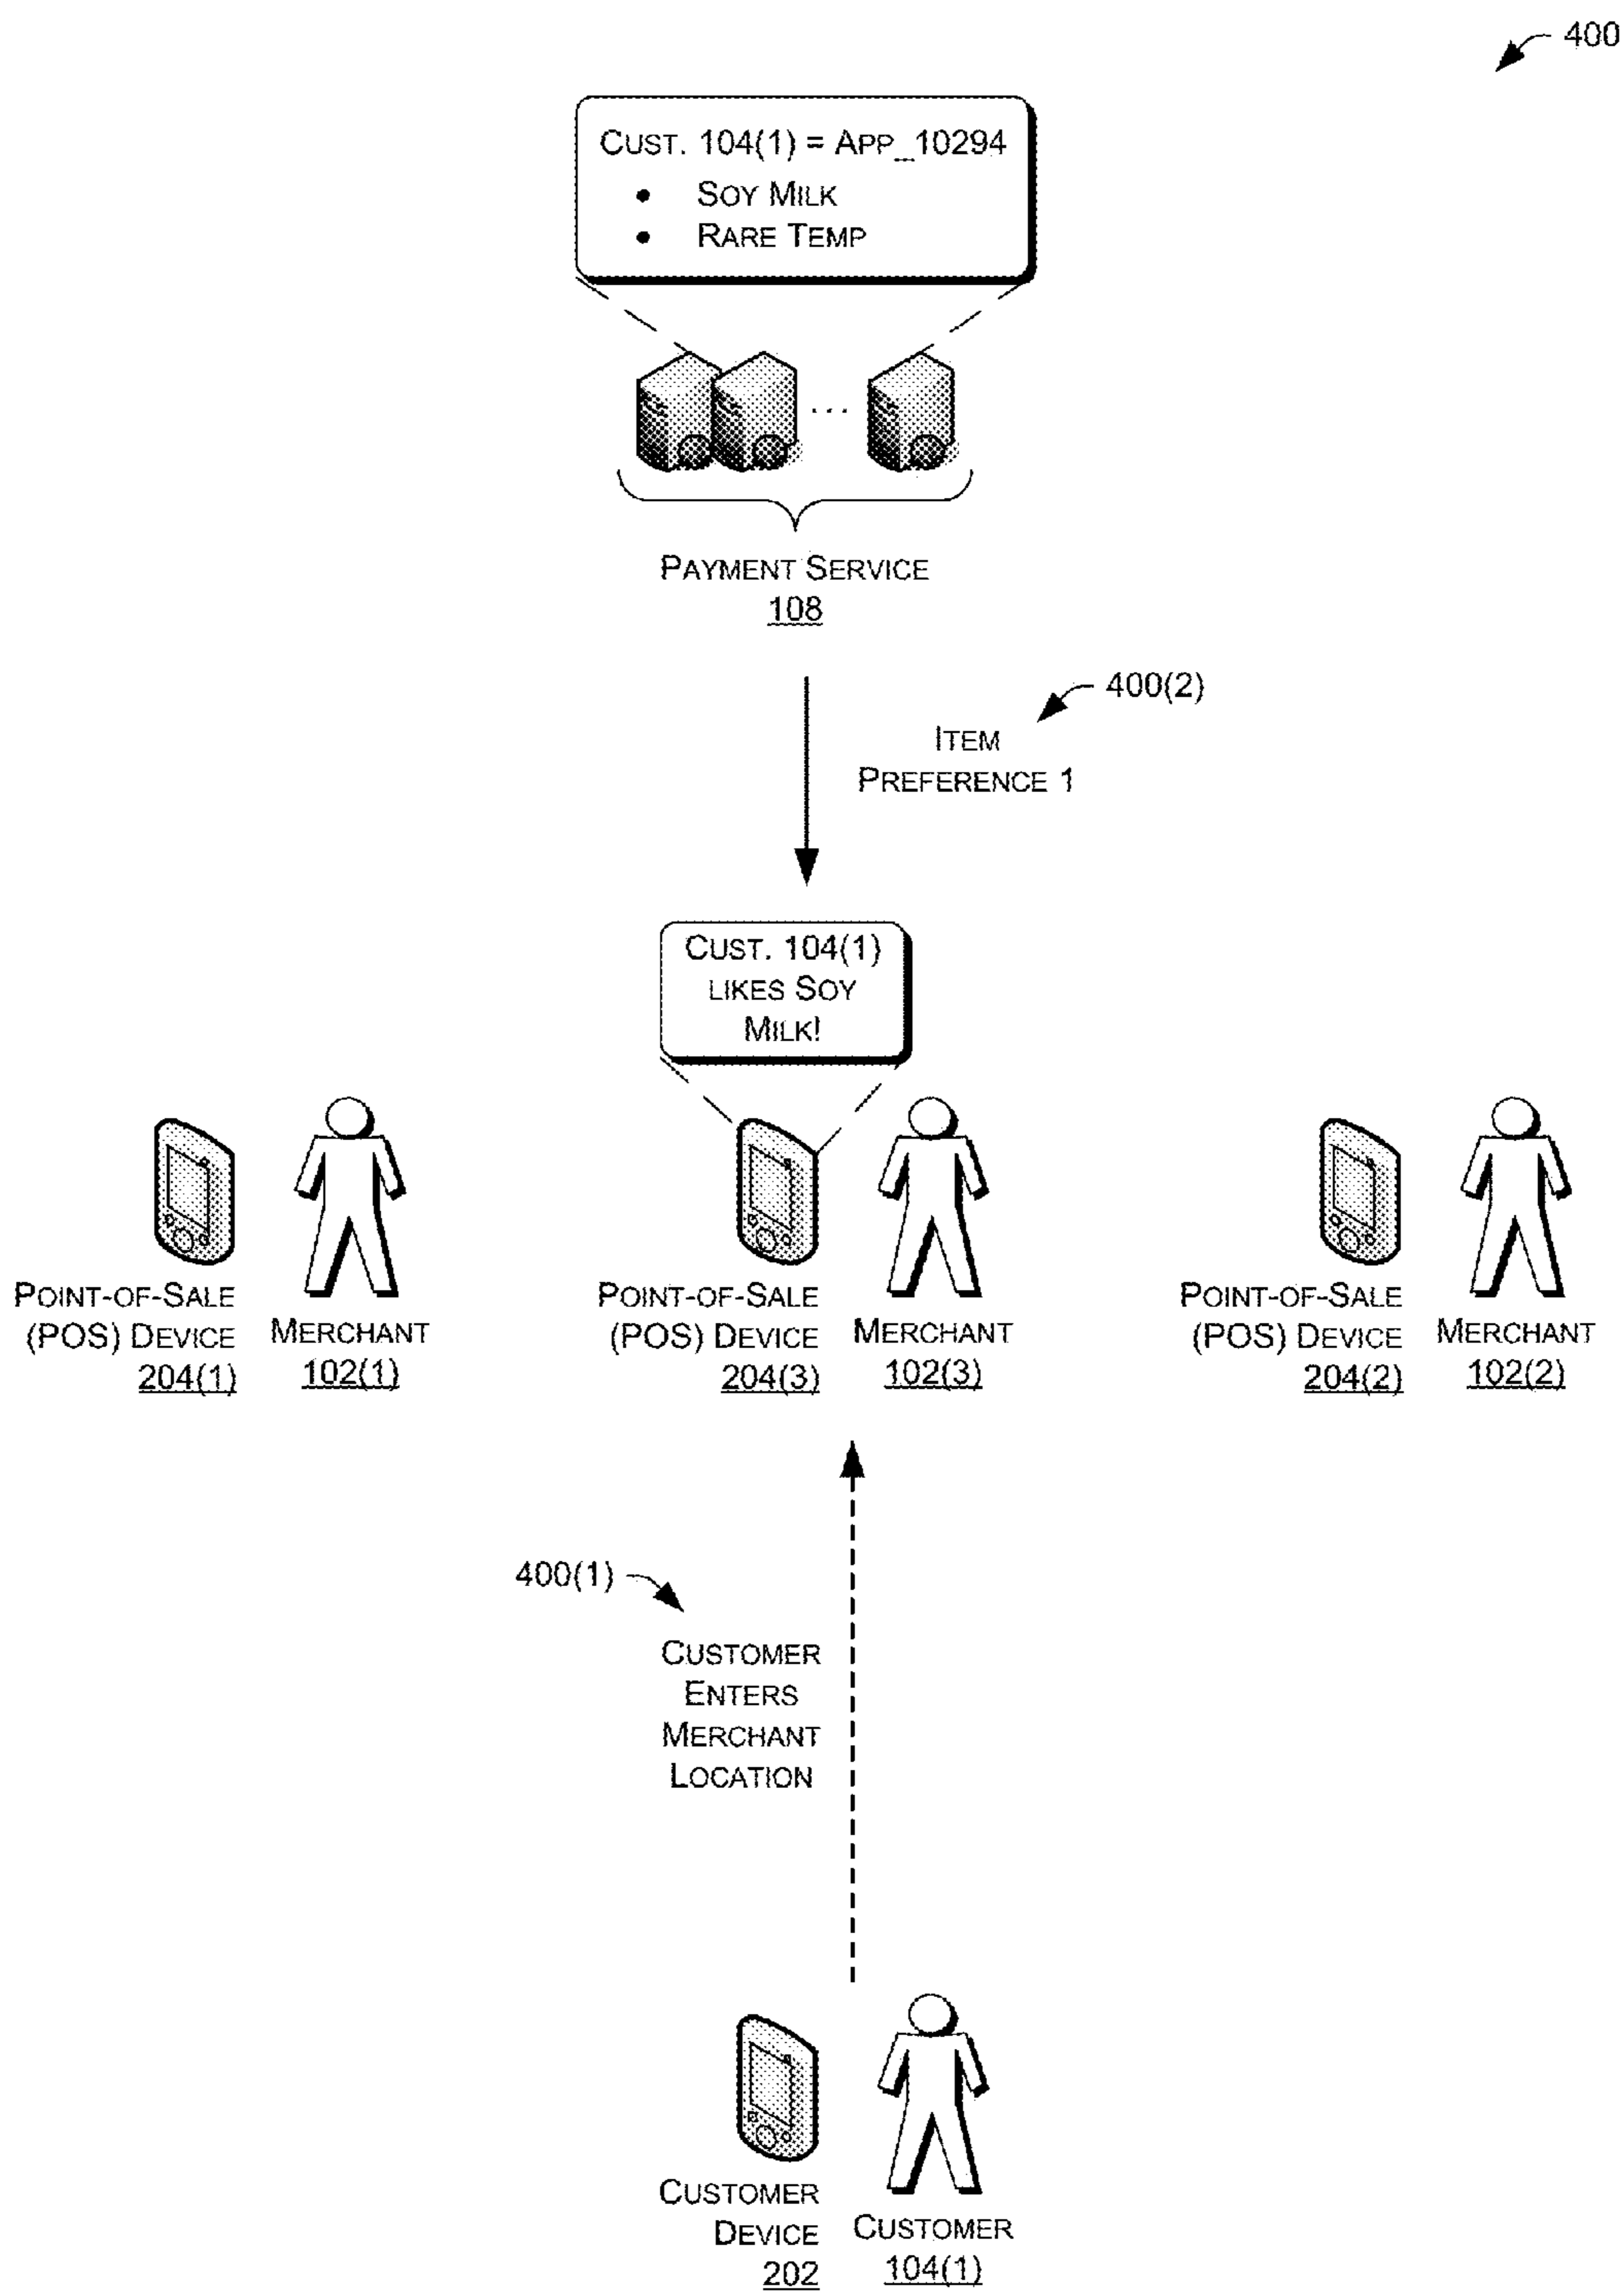 400
CUST. 104(1) = APP_10294
• SOY MILK
• RARE TEMP
...
PAYMENT SERVICE
108
400(2)
ITEM
PREFERENCE 1
CUST. 104(1)
LIKES SOY
MILK!
POINT-OF-SALE
(POS) DEVICE
204(1)
MERCHANT
102(1)
POINT-OF-SALE
(POS) DEVICE
204(3)
MERCHANT
102(3)
POINT-OF-SALE
(POS) DEVICE
204(2)
MERCHANT
102(2)
400(1)
CUSTOMER
ENTERS
MERCHANT
LOCATION
CUSTOMER
DEVICE
202
CUSTOMER
104(1)